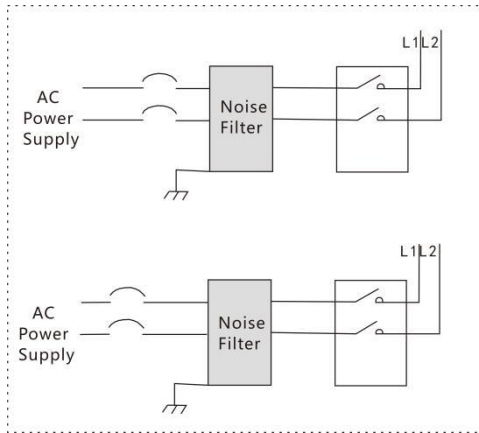 L1L2
AC
Power
Supply
Noise
Filter
L1L2
AC
Power
Supply
Noise
Filter